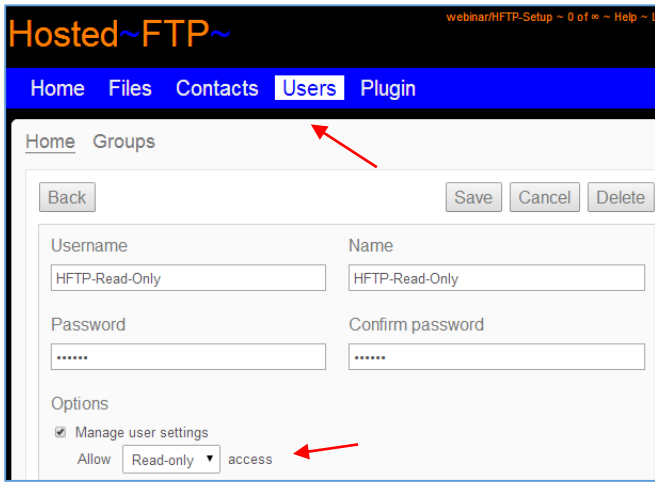 webinar/HFTP-Setup ~ 0 of ∞ ~ Help ~
Hosted~FTP~
Home Files Contacts Users Plugin
Home Groups
Back Save Cancel Delete
Username Name
HFTP-Read-Only HFTP-Read-Only
Password Confirm password
•••••• ••••••
Options
Manage user settings
Allow Read-only access